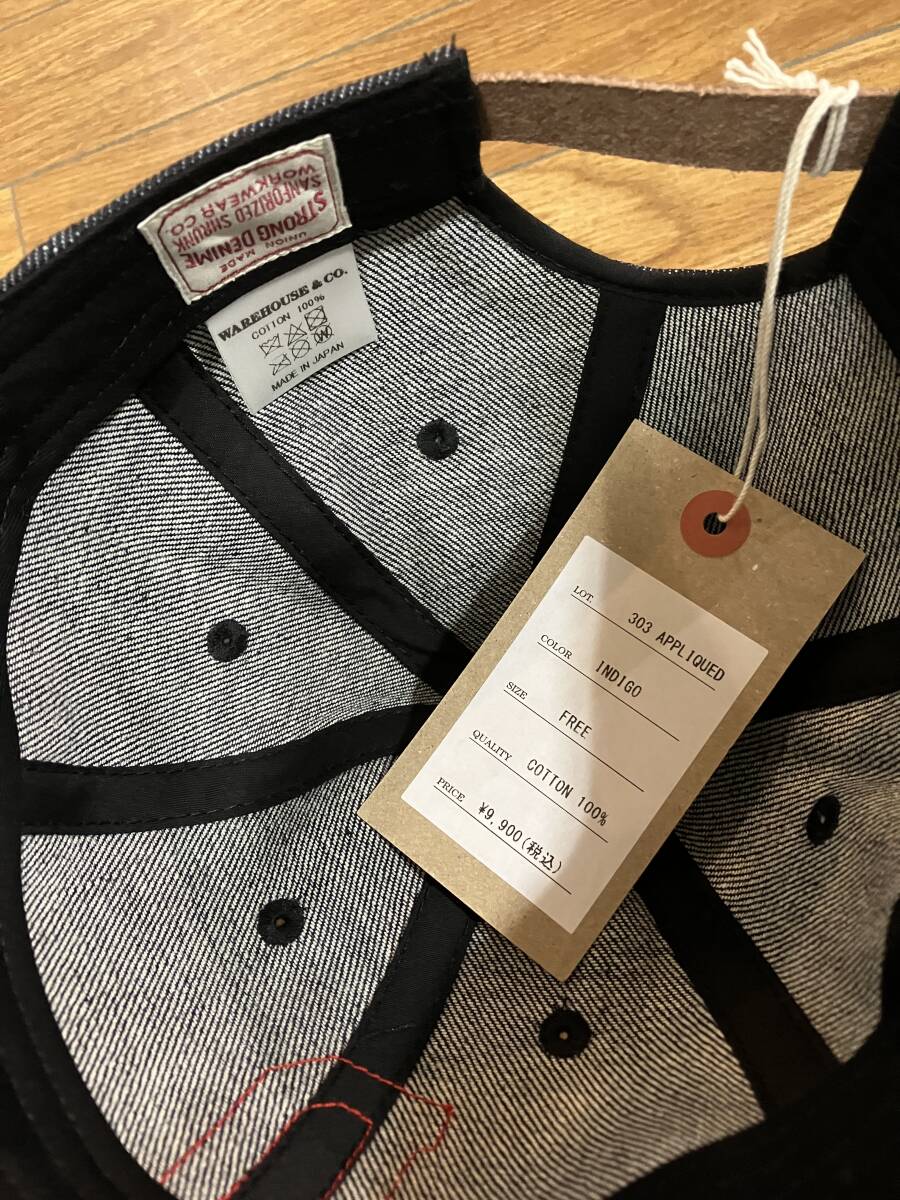 UNION MADE
STRONG DENIME
SANFORIZED SHRUNK
WORKWEAR CO.
WAREHOUSE & CO.
COTTON 100%
W
MADE IN JAPAN
LOT. 303 APPLIQUED
COLOR INDIGO
SIZE FREE
QUALITY COTTON 100%
PRICE ¥9,900(税込)